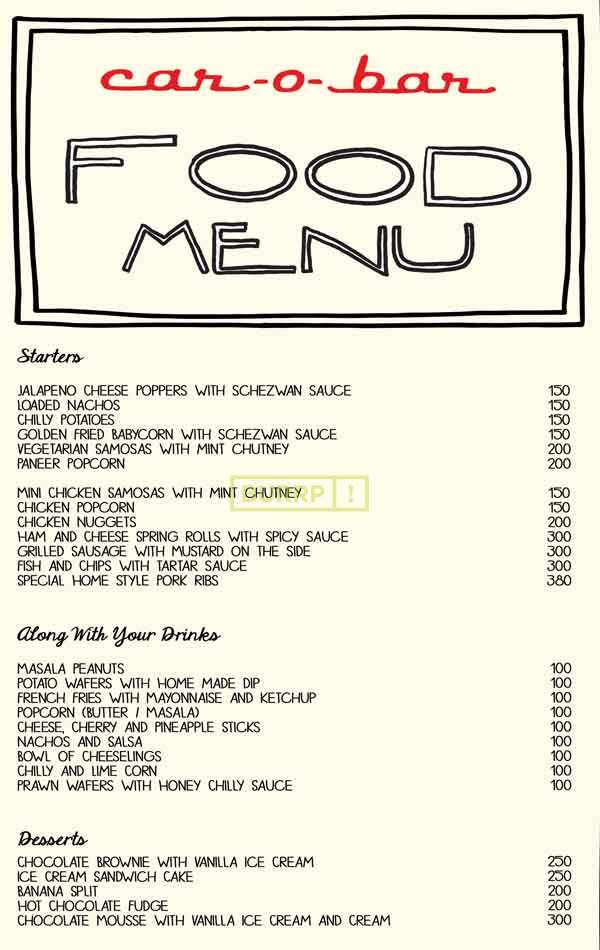 car-o-bar
FOOD
MENU
Starters
JALAPENO CHEESE POPPERS WITH SCHEZWAN SAUCE 150
LOADED NACHOS 150
CHILLY POTATOES 150
GOLDEN FRIED BABYCORN WITH SCHEZWAN SAUCE 150
VEGETARIAN SAMOSAS WITH MINT CHUTNEY 200
PANEER POPCORN 200
MINI CHICKEN SAMOSAS WITH MINT CHUTNEY 150
BURRP!
CHICKEN POPCORN 150
CHICKEN NUGGETS 200
HAM AND CHEESE SPRING ROLLS WITH SPICY SAUCE 300
GRILLED SAUSAGE WITH MUSTARD ON THE SIDE 300
FISH AND CHIPS WITH TARTAR SAUCE 300
SPECIAL HOME STYLE PORK RIBS 380
Along With Your Drinks
MASALA PEANUTS 100
POTATO WAFERS WITH HOME MADE DIP 100
FRENCH FRIES WITH MAYONNAISE AND KETCHUP 100
POPCORN (BUTTER / MASALA) 100
CHEESE, CHERRY AND PINEAPPLE STICKS 100
NACHOS AND SALSA 100
BOWL OF CHEESELINGS 100
CHILLY AND LIME CORN 100
PRAWN WAFERS WITH HONEY CHILLY SAUCE 100
Desserts
CHOCOLATE BROWNIE WITH VANILLA ICE CREAM 250
ICE CREAM SANDWICH CAKE 250
BANANA SPLIT 200
HOT CHOCOLATE FUDGE 200
CHOCOLATE MOUSSE WITH VANILLA ICE CREAM AND CREAM 300